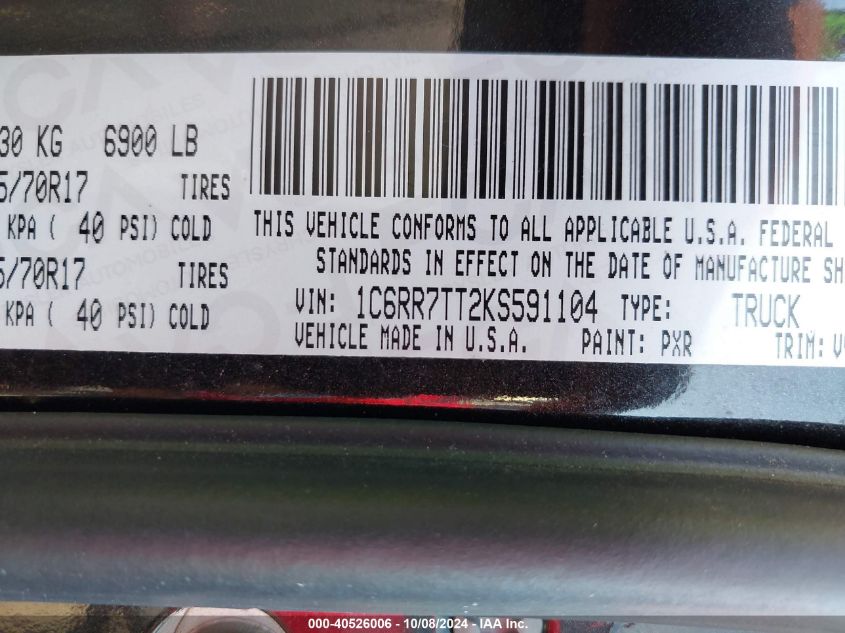 30 KG 6900 LB
5/70R17 TIRES
KPA ( 40 PSI) COLD
5/70R17 TIRES
KPA ( 40 PSI) COLD
THIS VEHICLE CONFORMS TO ALL APPLICABLE U.S.A. FEDERAL
STANDARDS IN EFFECT ON THE DATE OF MANUFACTURE SH
VIN: 1C6RR7TT2KS591104 TYPE: TRUCK
VEHICLE MADE IN U.S.A. PAINT: PXR TRIM:
000-40526006 - 10/08/2024 - IAA Inc.